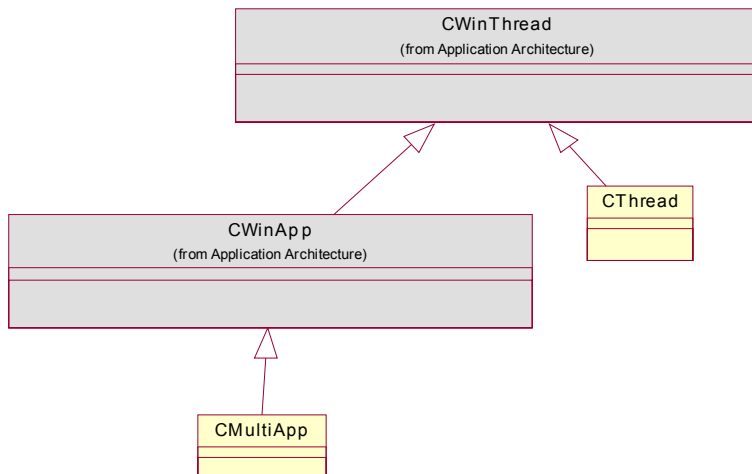 CWinThread
(from Application Architecture)
CThread
CWinApp
(from Application Architecture)
CMultiApp